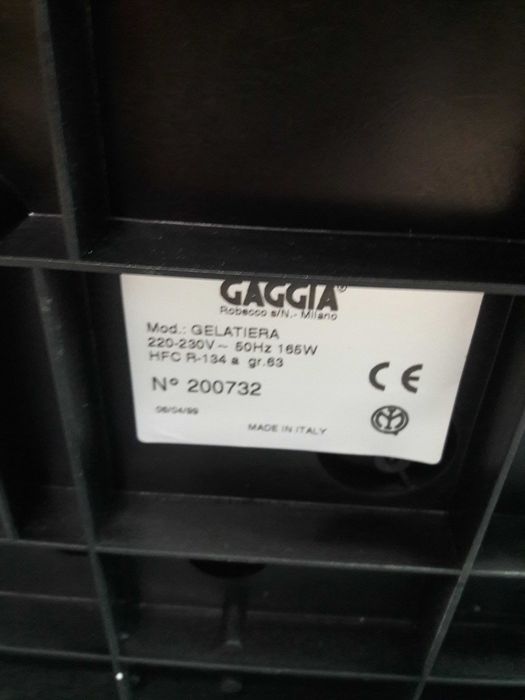 GAGGIA®
Robecco s/N.- Milano
Mod.: GELATIERA
220-230V ~ 50Hz 165W
HFC R-134 a gr.63
CE
Nº 200732
06/04/99
MADE IN ITALY